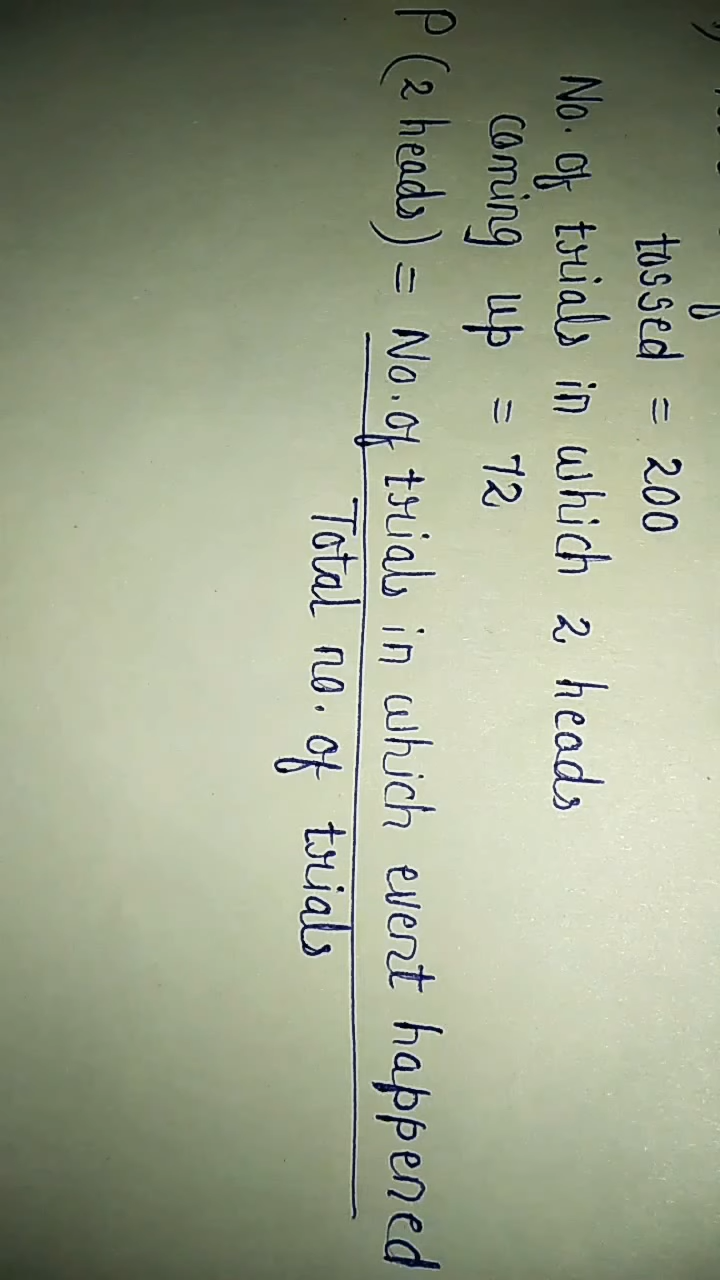 tossed = 200
No. of trials in which 2 heads
coming up = 72
P (2 heads) = No. of trials in which event happened
Total no. of trials